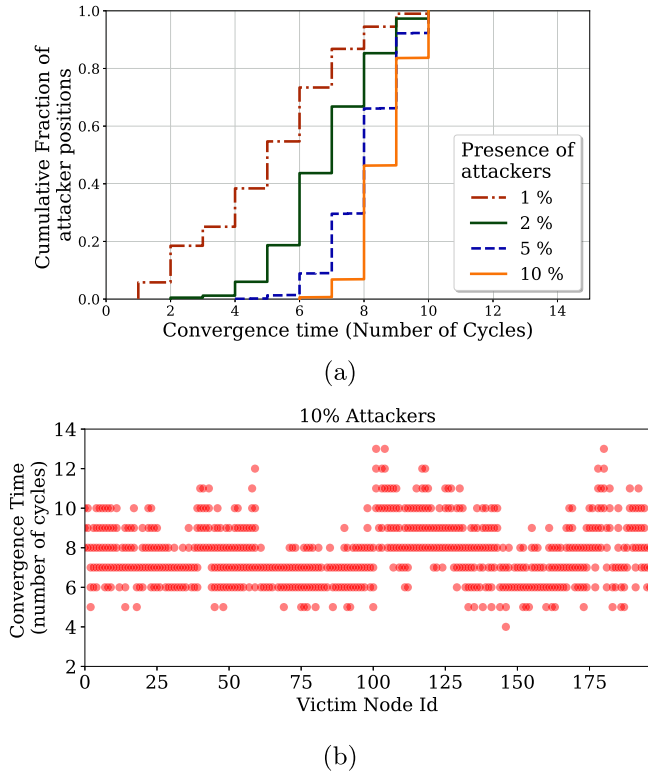 1.0
0.8
0.6
0.4
0.2
0.0
Cumulative Fraction of
attacker positions
Presence of
attackers
1 %
2 %
5 %
10 %
0 2 4 6 8 10 12 14
Convergence time (Number of Cycles)
(a)
10% Attackers
14
12
10
8
6
4
2
Convergence Time
(number of cycles)
0 25 50 75 100 125 150 175
Victim Node Id
(b)